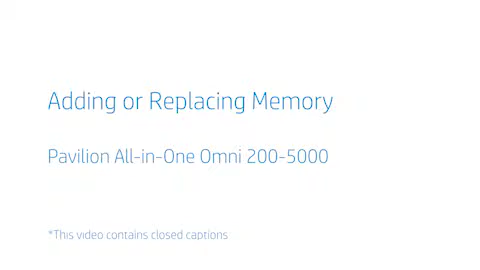 Adding or Replacing Memory
Pavilion All-in-One Omni 200-5000
*This video contains closed captions